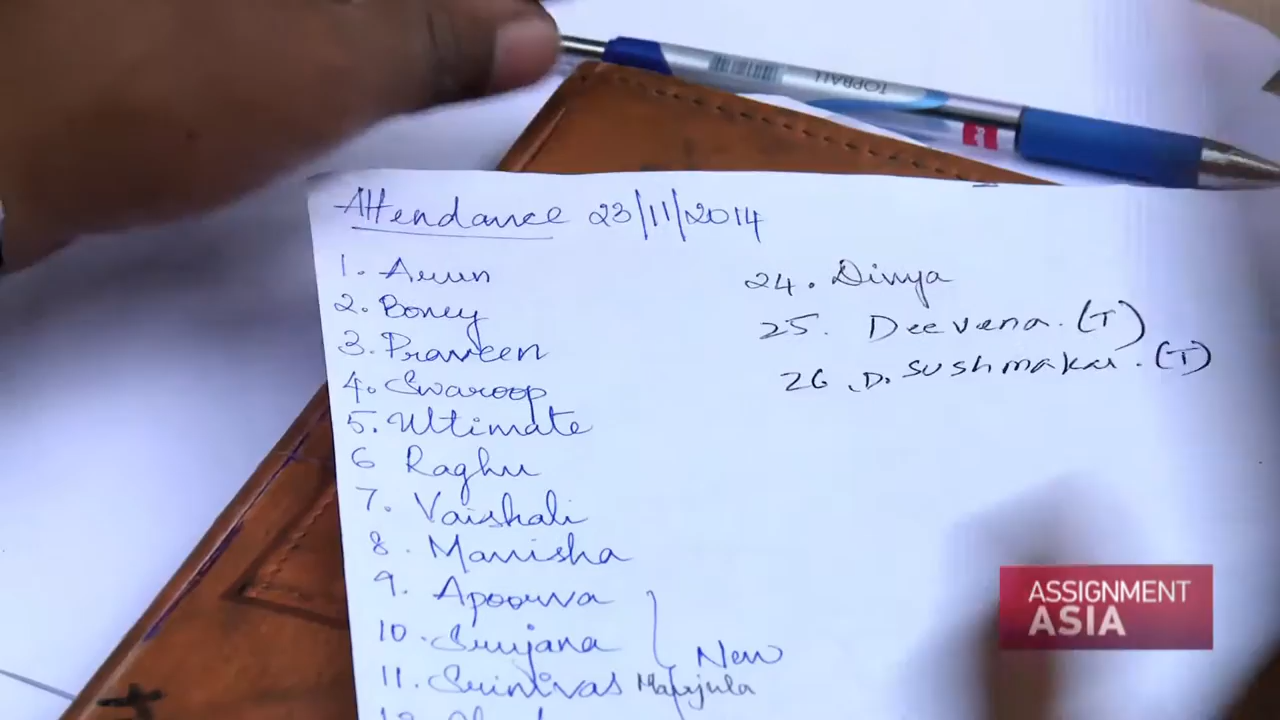 TOPBALL
Attendance 23/11/2014
1. Arun
2. Boney
3. Praveen
4. Swaroop
5. Ultimate
6 Raghu
7. Vaishali
8. Manisha
9. Apoorva
10. Srujana
New
11. Srinivas Manjula
24. Divya
25. Deevena. (T)
26. D. Sushmakar. (T)
ASSIGNMENT
ASIA